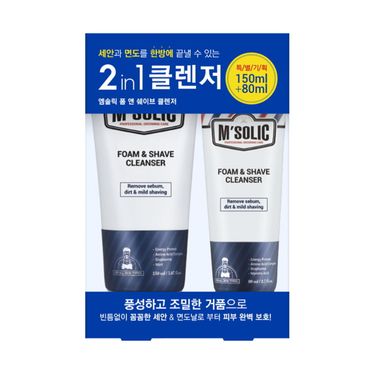 세안과 면도를 한방에 끝낼 수 있는
2in1 클렌저
엠솔릭 폼 앤 쉐이브 클렌저
특/별/기/획
150ml
+80ml
M'SOLIC
PROFESSIONAL GROOMING CARE
FOAM & SHAVE
CLEANSER
Remove sebum,
dirt & mild shaving
M'SOLIC
PROFESSIONAL GROOMING CARE
FOAM & SHAVE
CLEANSER
Remove sebum,
dirt & mild shaving
풍성하고 조밀한 거품으로
빈틈없이 꼼꼼한 세안 & 면도날로 부터 피부 완벽 보호!